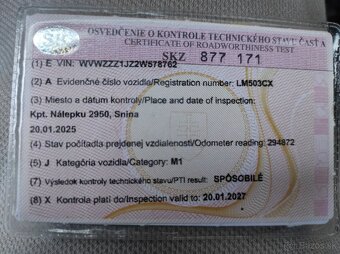 OSVEDČENIE O KONTROLE TECHNICKÉHO STAVU ČASŤ A
CERTIFICATE OF ROADWORTHINESS TEST
SK
SKZ 877 171
(1) E VIN: WVWZZZ1JZ2W578762
(2) A Evidenčné číslo vozidla/Registration number: LM503CX
(3) Miesto a dátum kontroly/Place and date of inspection:
Kpt. Nálepku 2950, Snina
20.01.2025
(4) Stav počítadla prejdenej vzdialenosti/Odometer reading: 294872
(5) J Kategória vozidla/Category: M1
(7) Výsledok kontroly technického stavu/PTI result: SPÔSOBILÉ
(8) X Kontrola platí do/Inspection valid to: 20.01.2027